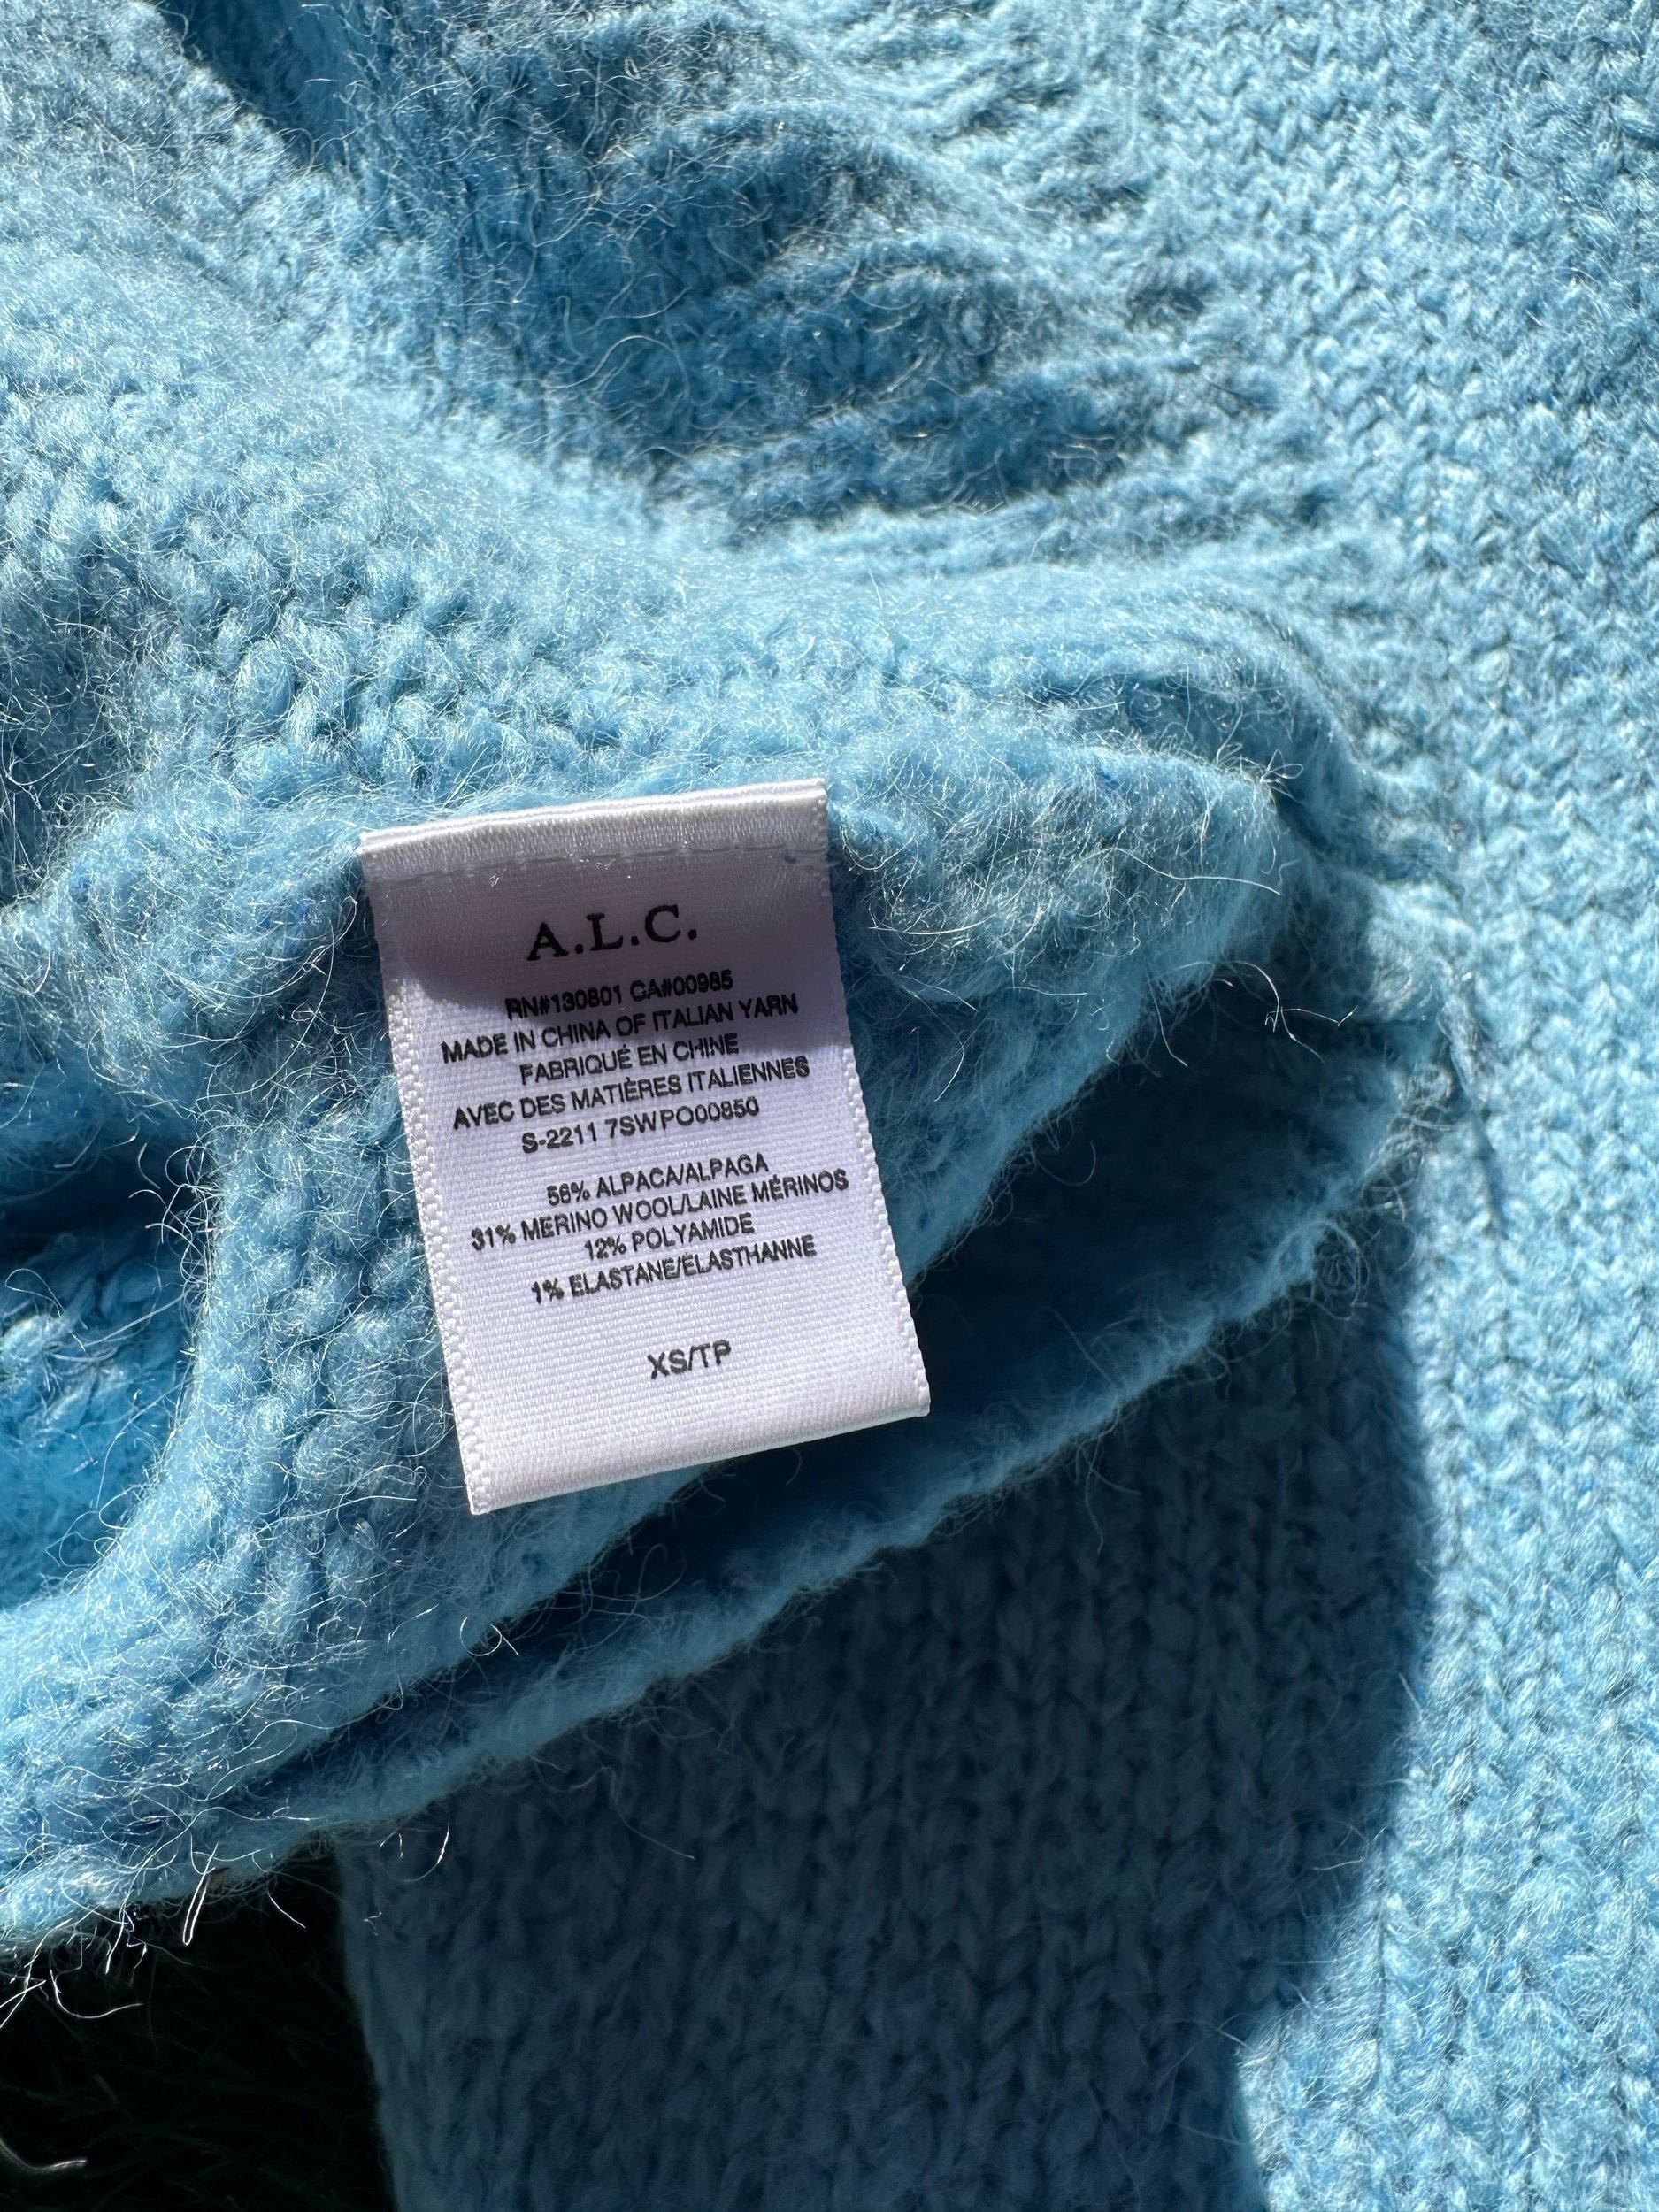 A.L.C.
RN#130801 CA#00985
MADE IN CHINA OF ITALIAN YARN
FABRIQUÉ EN CHINE
AVEC DES MATIÈRES ITALIENNES
S-2211 7SWPO00850
56% ALPACA/ALPAGA
31% MERINO WOOL/LAINE MÉRINOS
12% POLYAMIDE
1% ELASTANE/ÉLASTHANNE
XS/TP